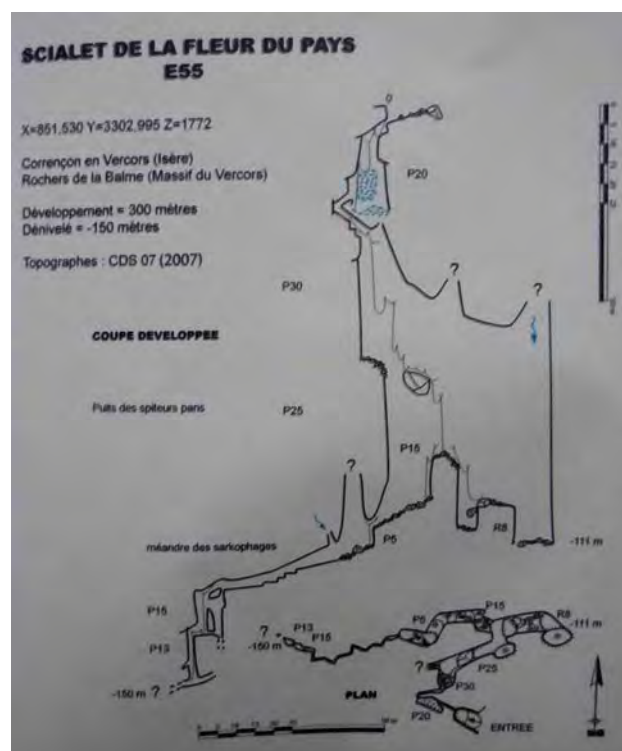 SCIALET DE LA FLEUR DU PAYS
E55
X=851,530 Y=3302,995 Z=1772
Corrençon en Vercors (Isère)
Rochers de la Balme (Massif du Vercors)
Développement = 300 mètres
Dénivelé = -150 mètres
Topographes : CDS 07 (2007)
0
P20
P30
?
?
COUPE DEVELOPPEE
Puits des spiteurs pans
P25
P15
?
P5
R8
-111 m
méandre des sarkophages
P15
P13
-150 m ?
?
-150 m
P13
P15
P5
P15
R8
-111 m
?
P25
P30
P20
PLAN
ENTREE